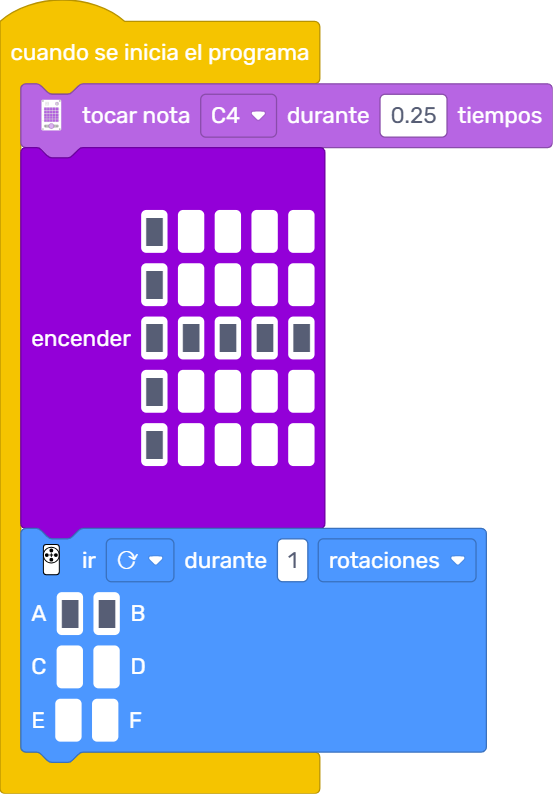 cuando se inicia el programa
tocar nota C4 durante 0.25 tiempos
encender
ir durante 1 rotaciones
A B
C D
E F